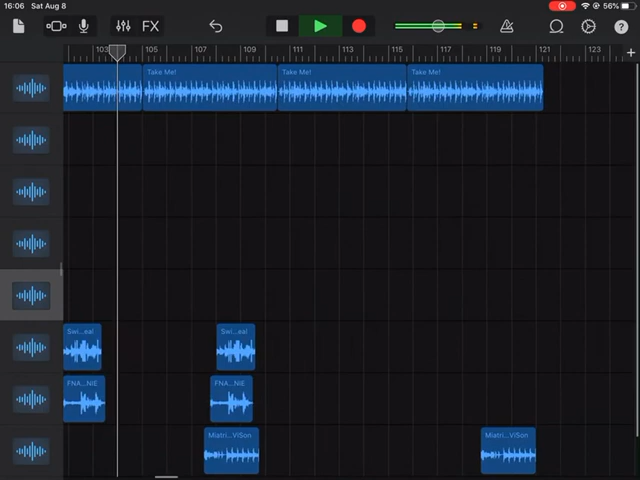 16:06 Sat Aug 8 56%
FX ?
103 105 107 109 111 113 115 117 119 121 123 +
Take Me! Take Me! Take Me!
Swi...eal Swi...eal
FNA...NIE FNA...NIE
Miatri...ViSon Miatri...ViSon